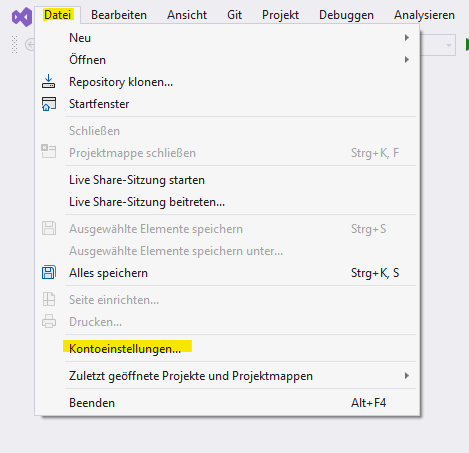 Datei Bearbeiten Ansicht Git Projekt Debuggen Analysieren
Neu
Öffnen
Repository klonen...
Startfenster
Schließen
Projektmappe schließen Strg+K, F
Live Share-Sitzung starten
Live Share-Sitzung beitreten...
Ausgewählte Elemente speichern Strg+S
Ausgewählte Elemente speichern unter...
Alles speichern Strg+K, S
Seite einrichten...
Drucken...
Kontoeinstellungen...
Zuletzt geöffnete Projekte und Projektmappen
Beenden Alt+F4